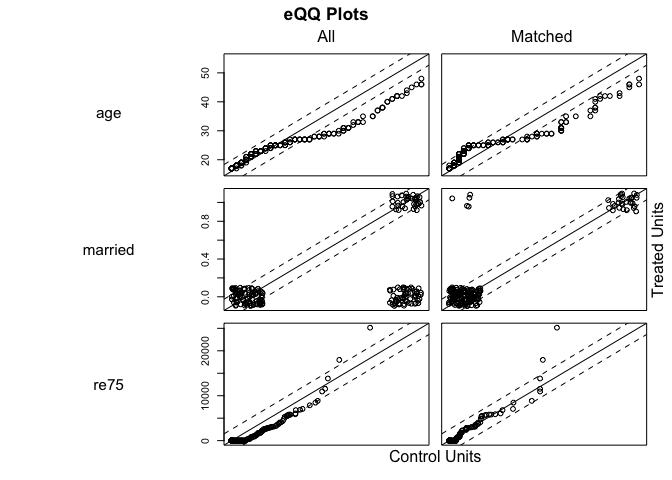 eQQ Plots
All Matched
age
20 30 40 50
married
0.0 0.4 0.8
re75
0 10000 20000
Treated Units
Control Units